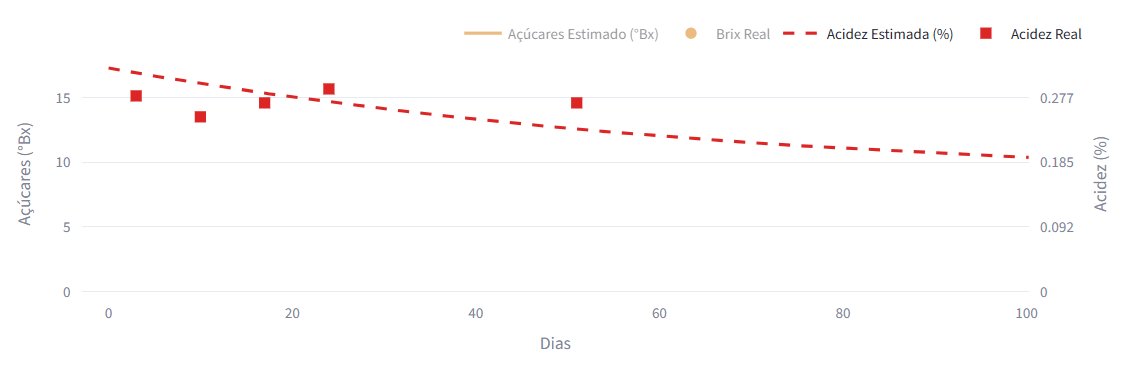 Açúcares Estimado (°Bx) Brix Real Acidez Estimada (%) Acidez Real
15 0.277
10 0.185
5 0.092
0 0
Açúcares (°Bx)
Acidez (%)
0 20 40 60 80 100
Dias